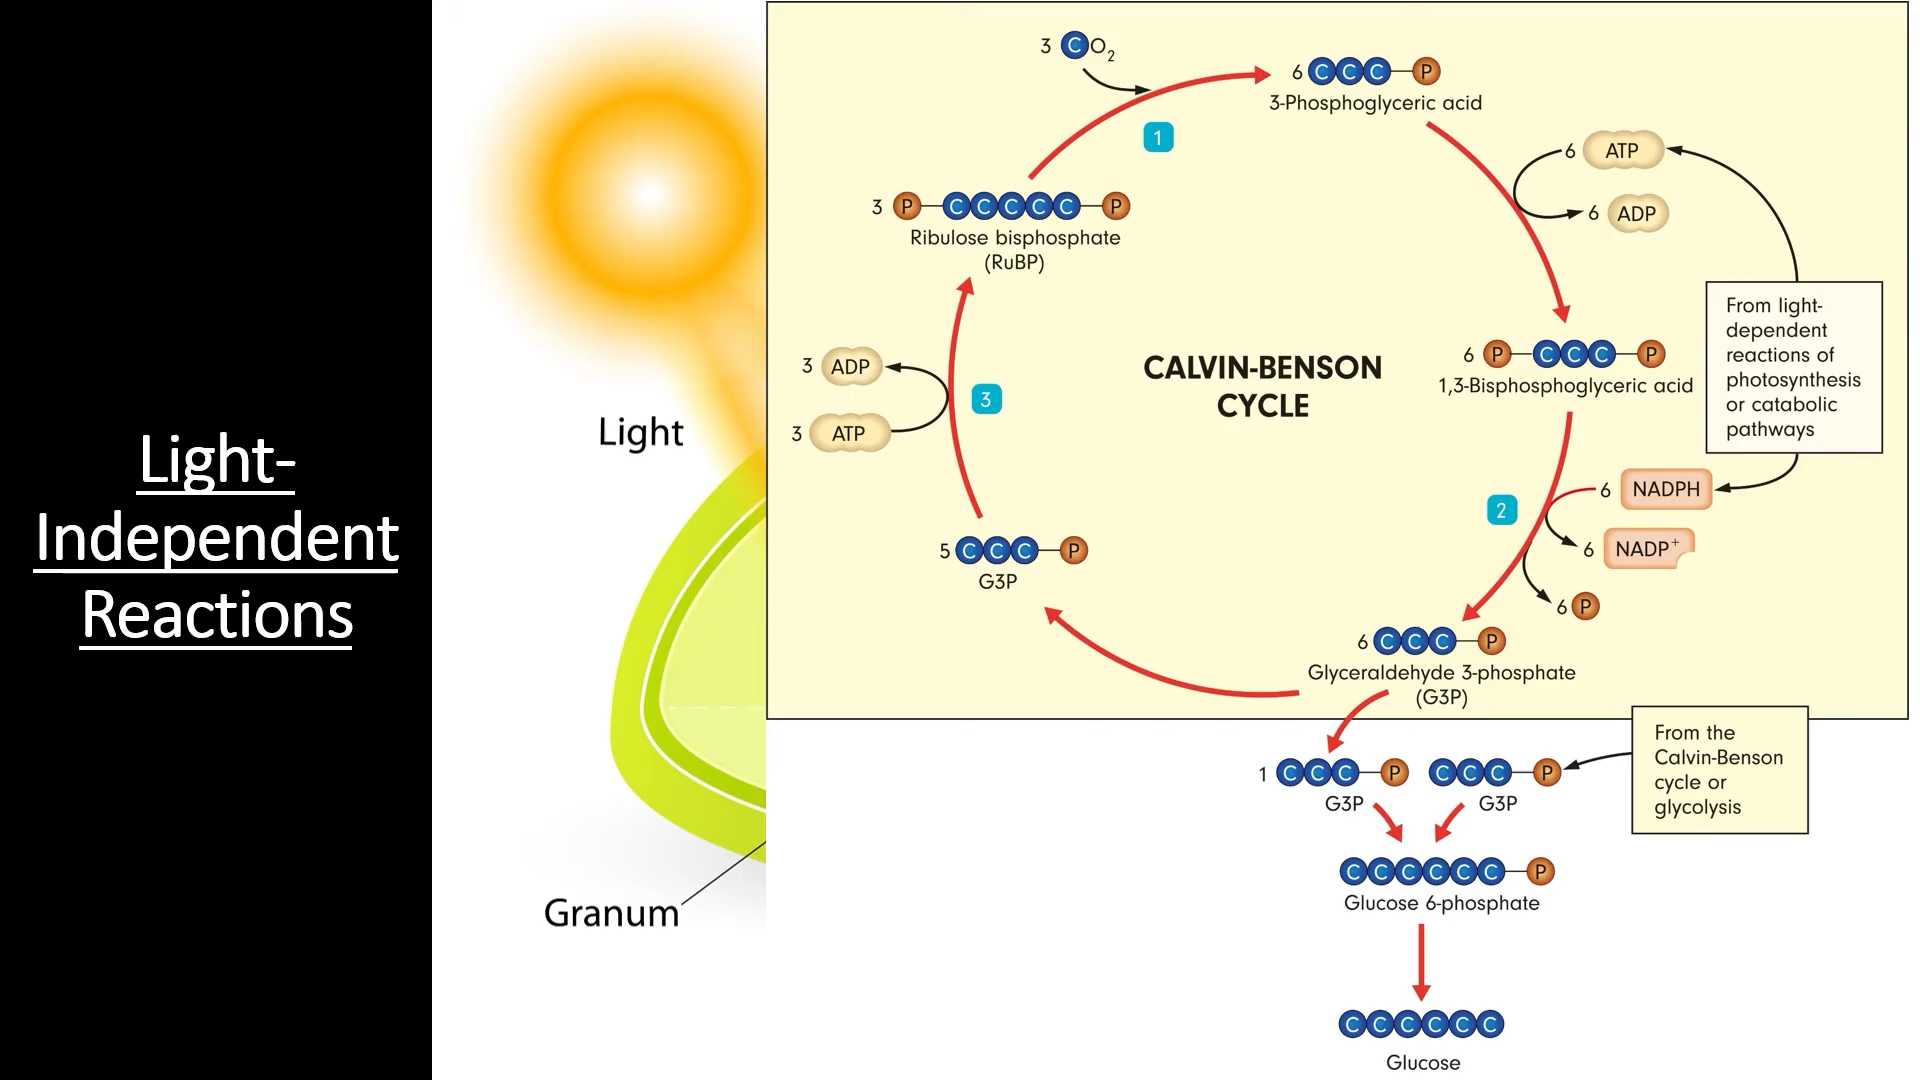 Light-
Independent
Reactions
Light
Granum
3 CO2
1
6 CCC P
3-Phosphoglyceric acid
6 ATP
6 ADP
3 P CCCCC P
Ribulose bisphosphate
(RuBP)
From light-
dependent
reactions of
photosynthesis
or catabolic
pathways
6 P CCC P
1,3-Bisphosphoglyceric acid
CALVIN-BENSON
CYCLE
3 ADP
3
3 ATP
6 NADPH
2
6 NADP+
6 P
5 CCC P
G3P
6 CCC P
Glyceraldehyde 3-phosphate
(G3P)
From the
Calvin-Benson
cycle or
glycolysis
1 CCC P
G3P
CCC P
G3P
CCCCCC P
Glucose 6-phosphate
CCCCCC
Glucose